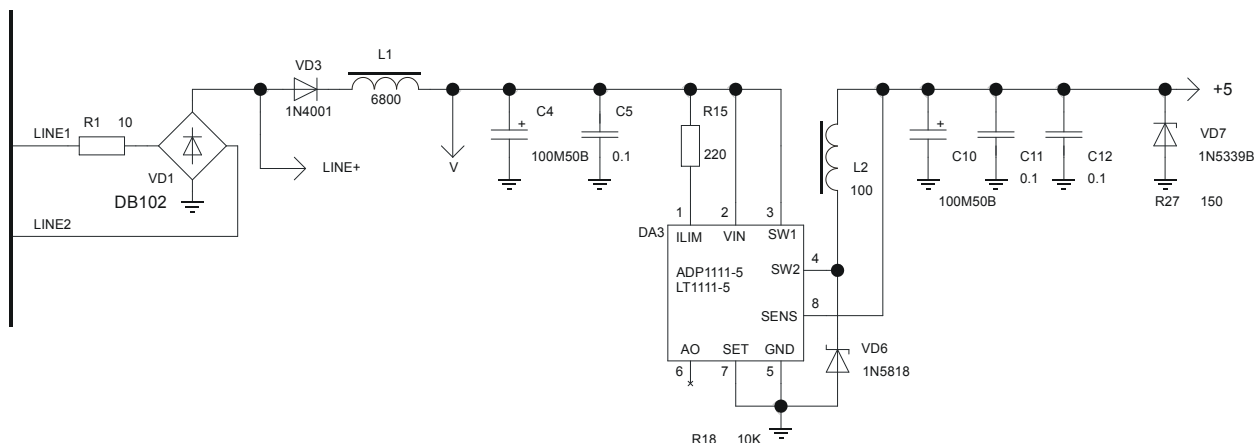 VD3
L1
1N4001
6800
LINE1
R1 10
VD1
DB102
LINE2
LINE+
V
+
C4
100M50B
C5
0.1
R15
220
L2
100
+
C10
100M50B
C11
0.1
C12
0.1
+5
VD7
1N5339B
R27 150
DA3
1
2
3
ILIM
VIN
SW1
ADP1111-5
LT1111-5
SW2
4
SENS
8
AO
SET
GND
6
7
5
VD6
1N5818
R18 10K